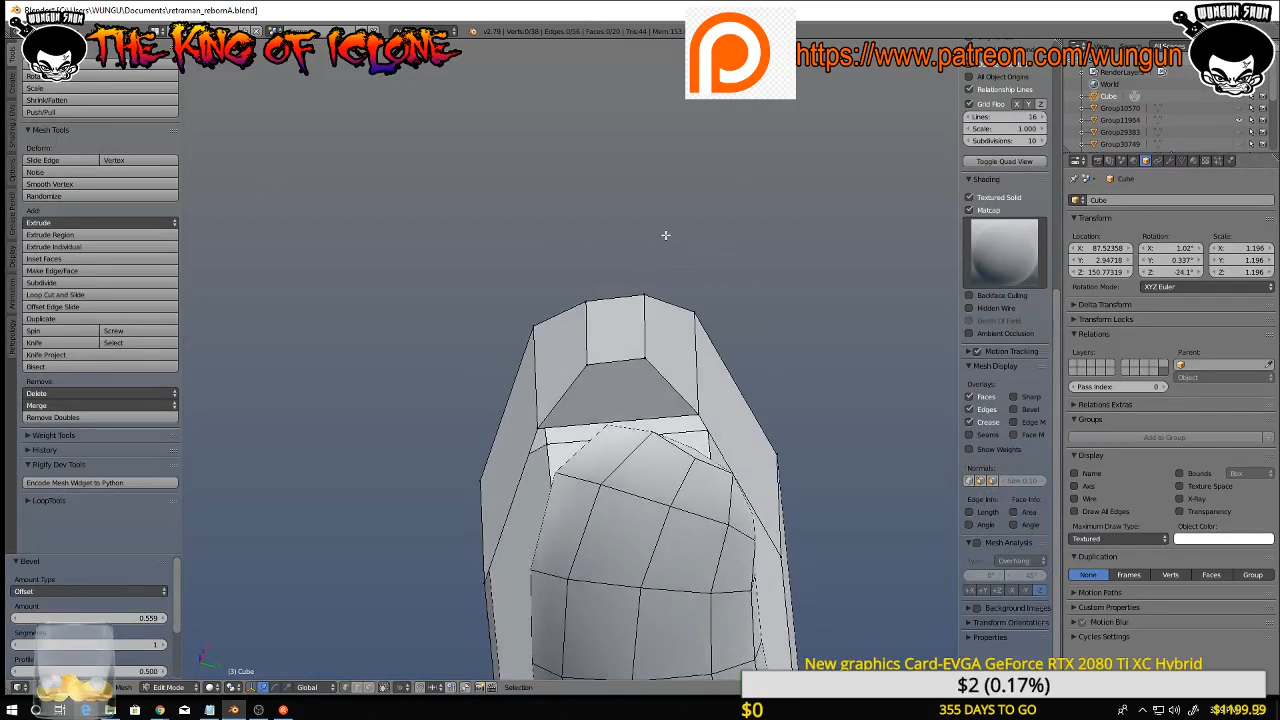 Blender* [C:\Users\WUNGU\Documents\retraman_rebornA.blend]
THE KING OF ICLONE
WUNGUN SHUN
https://www.patreon.com/wungun
WUNGUN SHUN
v2.79 | Verts:0/38 | Edges:0/56 | Faces:0/20 | Tris:44 | Mem:153.
Scale
Shrink/Fatten
Push/Pull
Mesh Tools
Deform:
Slide Edge
Vertex
Noise
Smooth Vertex
Randomize
Add:
Extrude
Extrude Region
Extrude Individual
Inset Faces
Make Edge/Face
Subdivide
Loop Cut and Slide
Offset Edge Slide
Duplicate
Spin
Screw
Knife
Select
Knife Project
Bisect
Remove:
Delete
Merge
Remove Doubles
Weight Tools
History
Rigify Dev Tools
Encode Mesh Widget to Python
LoopTools
Bevel
Amount Type
Offset
Amount
0.559
Segments
1
Profile
0.500
Tools
Create
Options
Grease Pencil
Display
Animation
Retopology
(3) Cube
Mesh
Edit Mode
Global
Selection
All Object Origins
Relationship Lines
Grid Floo
X
Y
Z
Lines:
16
Scale:
1.000
Subdivisions:
10
Toggle Quad View
Shading
Textured Solid
Matcap
Backface Culling
Hidden Wire
Depth Of Field
Ambient Occlusion
Motion Tracking
Mesh Display
Overlays:
Faces
Sharp
Edges
Bevel
Crease
Edge M
Seams
Face M
Show Weights
Normals:
Size 0.10
Edge Info:
Face Info:
Length
Area
Angle
Angle
Mesh Analysis
Type:
Overhang
0°
45°
+X
+Y
+Z
-X
-Y
-Z
Background Images
Transform Orientations
Properties
RenderLayers
World
Cube
Group10570
Group11964
Group29383
Group30749
Cube
Cube
Transform
Location:
Rotation:
Scale:
X: 87.52358
X: 1.02°
X: 1.196
Y: 2.94718
Y: 0.337°
Y: 1.196
Z: 150.77319
Z: -24.1°
Z: 1.196
Rotation Mode:
XYZ Euler
Delta Transform
Transform Locks
Relations
Layers:
Parent:
Object
Pass Index:
0
Relations Extras
Groups
Add to Group
Display
Name
Bounds
Box
Axis
Texture Space
Wire
X-Ray
Draw All Edges
Transparency
Maximum Draw Type:
Object Color:
Textured
Duplication
None
Frames
Verts
Faces
Group
Motion Paths
Custom Properties
Motion Blur
Cycles Settings
New graphics Card-EVGA GeForce RTX 2080 Ti XC Hybrid
$2 (0.17%)
$0
355 DAYS TO GO
$1199.99